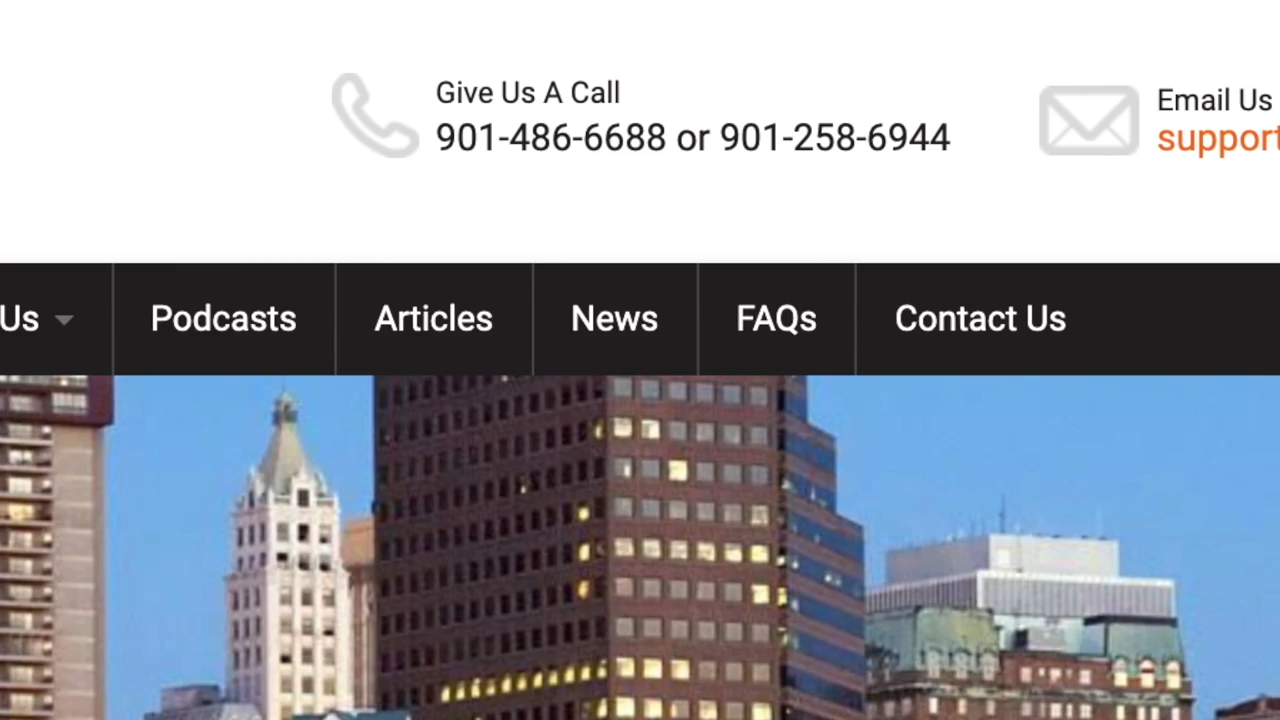 Give Us A Call
901-486-6688 or 901-258-6944
Email Us
support
Us
Podcasts
Articles
News
FAQs
Contact Us